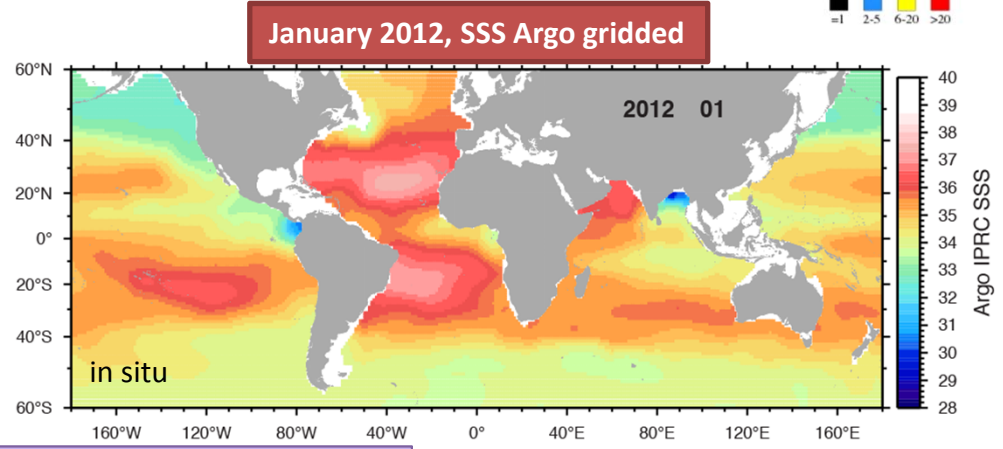 =1 2-5 6-20 >20
January 2012, SSS Argo gridded
60°N
40°N
20°N
0°
20°S
40°S
60°S
2012 01
in situ
160°W 120°W 80°W 40°W 0° 40°E 80°E 120°E 160°E
40
39
38
37
36
35
34
33
32
31
30
29
28
Argo IPRC SSS